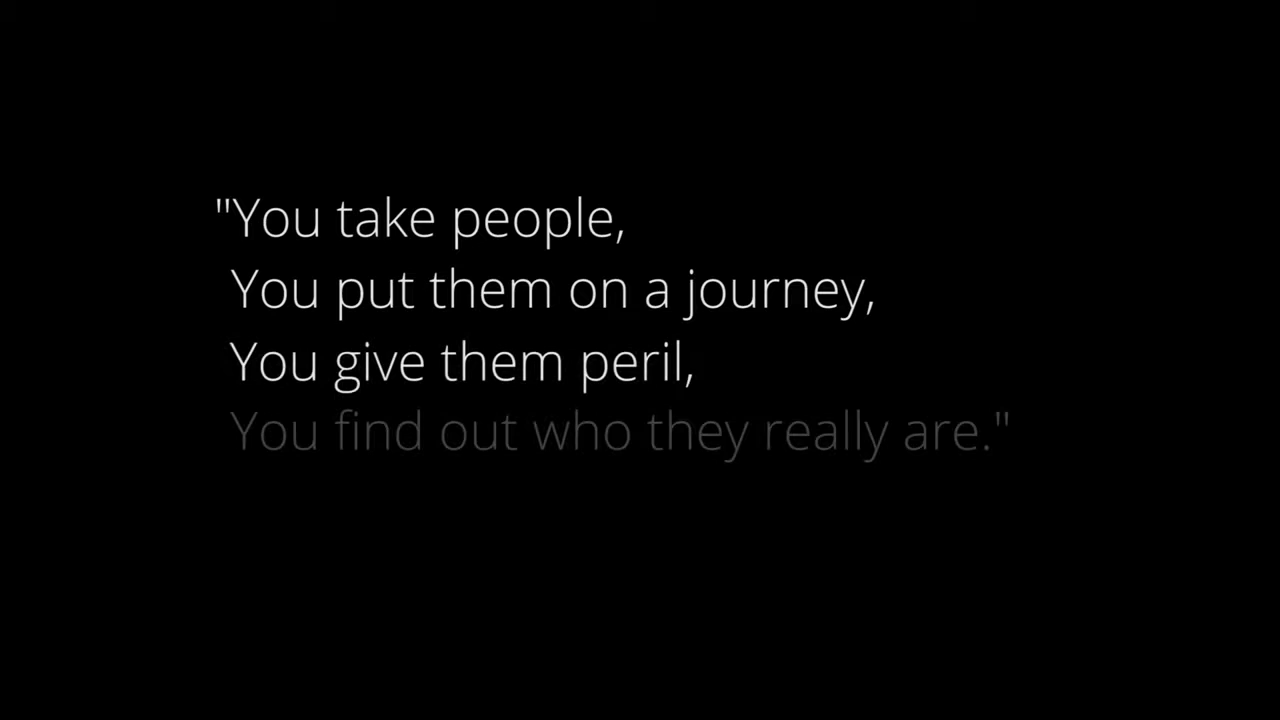 "You take people,
You put them on a journey,
You give them peril,
You find out who they really are."